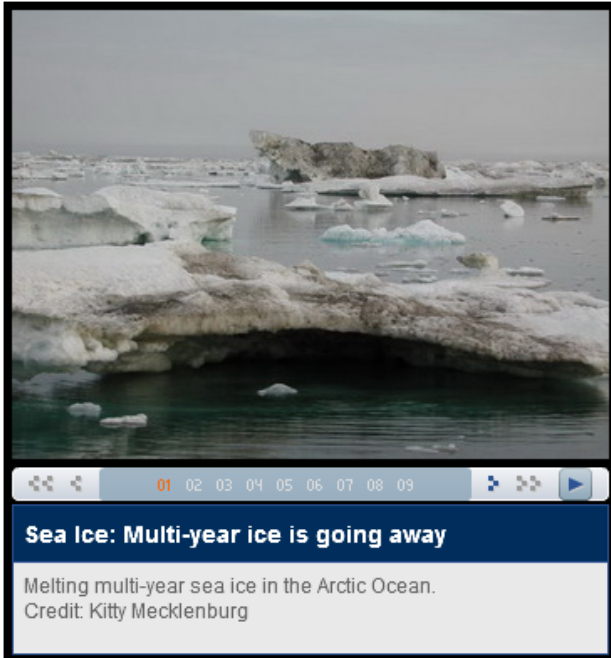 01 02 03 04 05 06 07 08 09
Sea Ice: Multi-year ice is going away
Melting multi-year sea ice in the Arctic Ocean.
Credit: Kitty Mecklenburg